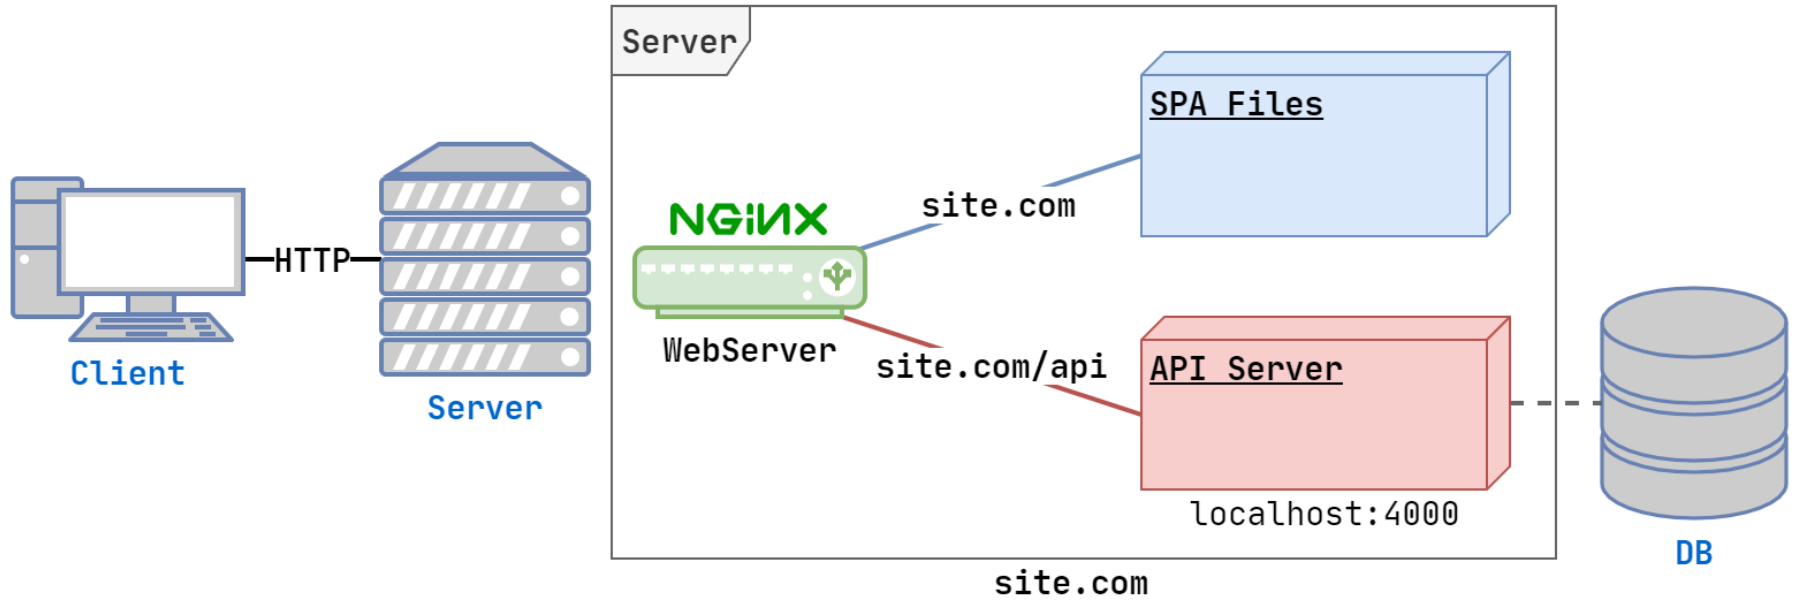 Server
SPA Files
site.com
NGiNX
HTTP
WebServer
site.com/api
API Server
Client
Server
localhost:4000
DB
site.com